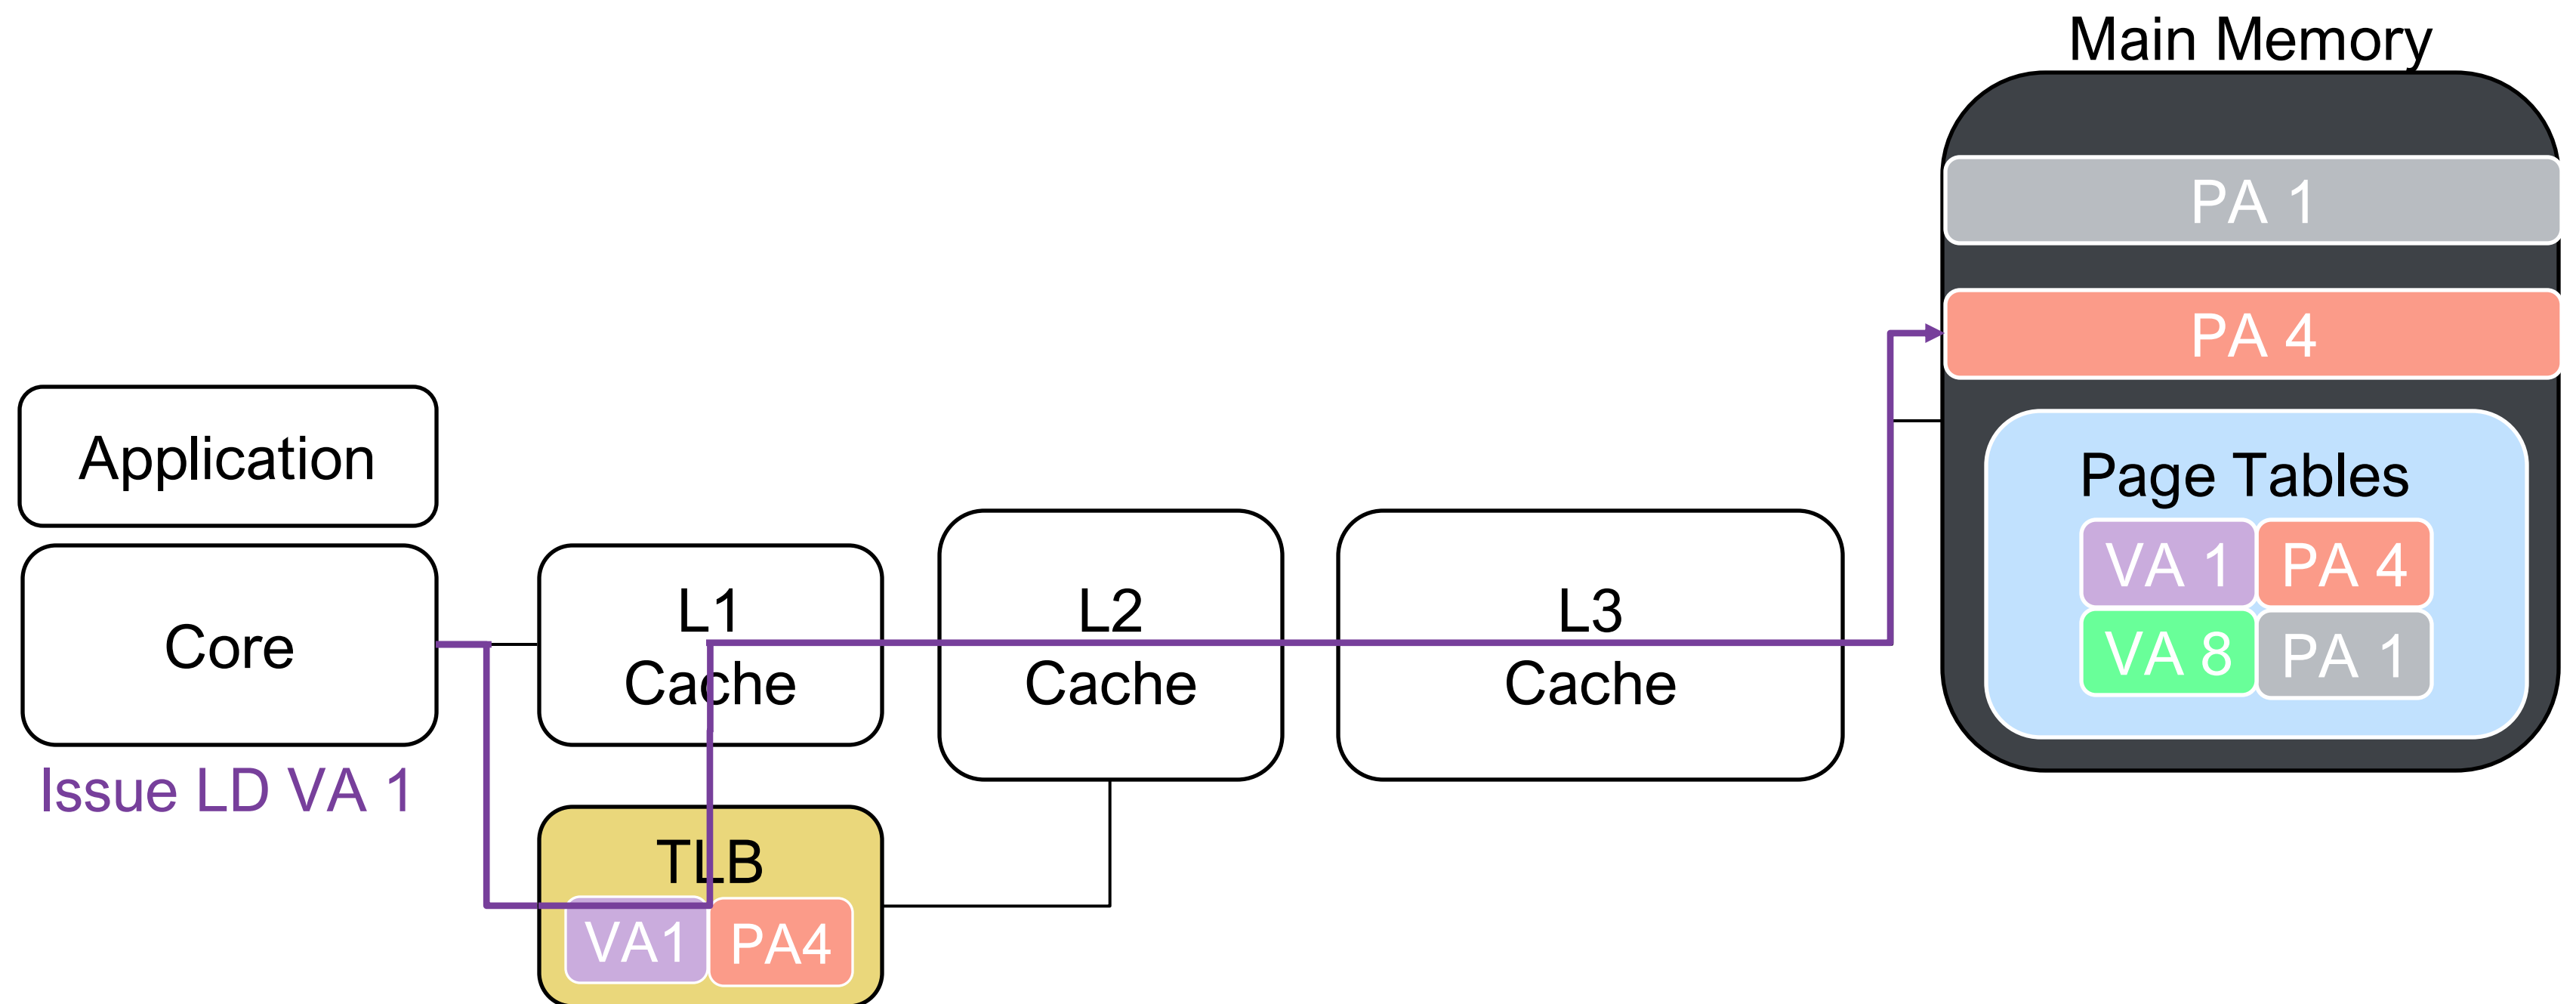 Main Memory
PA 1
PA 4
Page Tables
VA 1 PA 4
VA 8 PA 1
Application
Core
Issue LD VA 1
L1
Cache
L2
Cache
L3
Cache
TLB
VA1 PA4